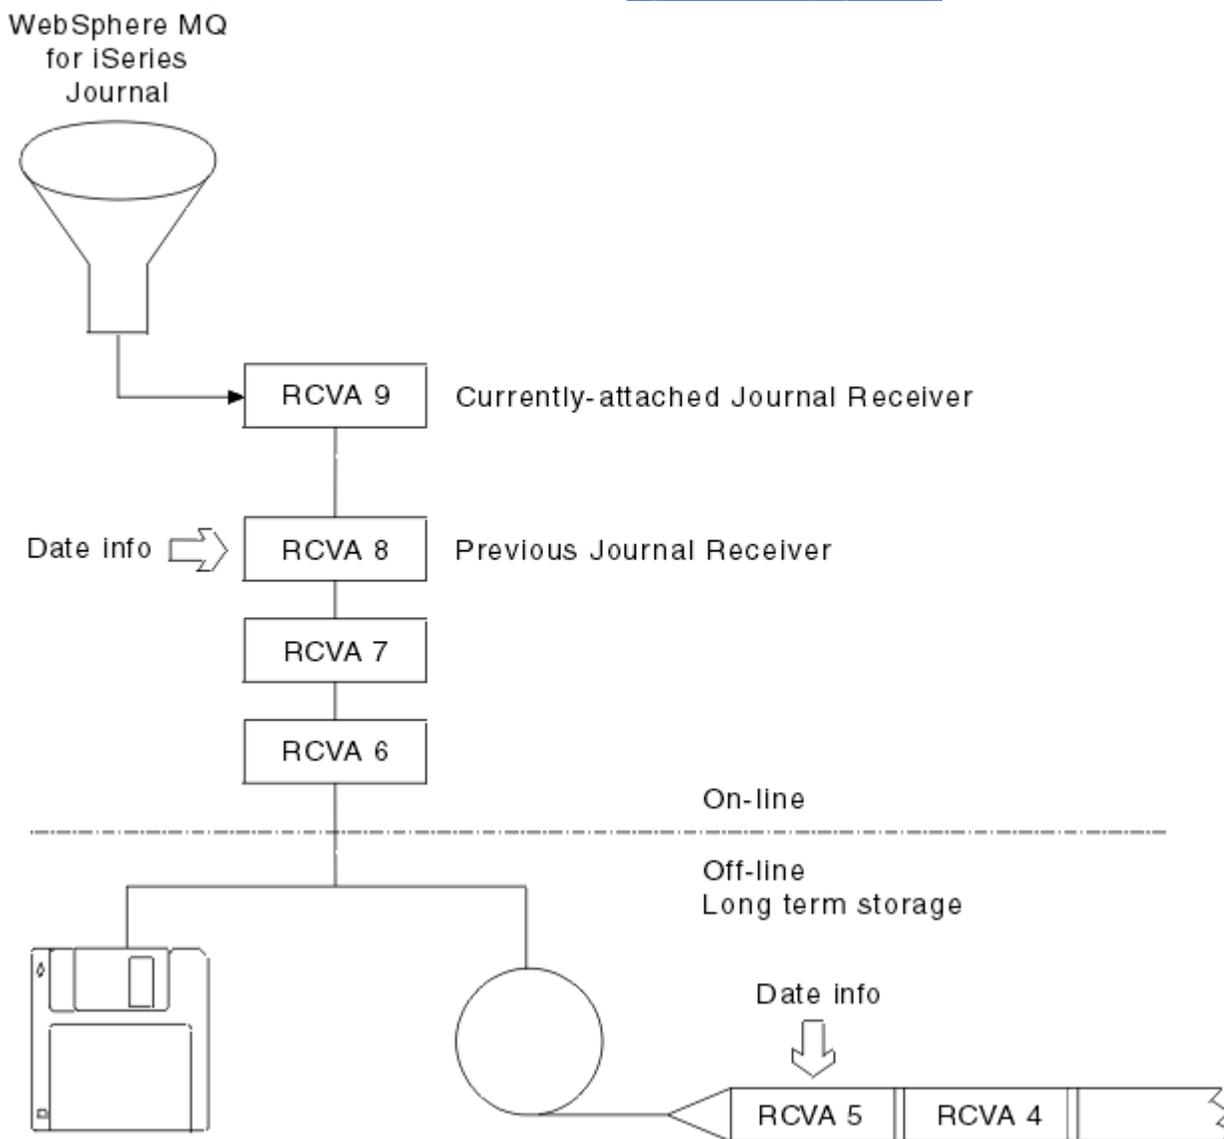 WebSphere MQ
for iSeries
Journal
RCVA 9
Currently-attached Journal Receiver
Date info
RCVA 8
Previous Journal Receiver
RCVA 7
RCVA 6
On-line
Off-line
Long term storage
Date info
RCVA 5
RCVA 4